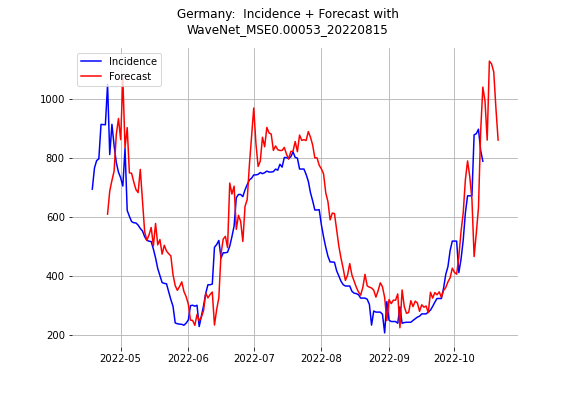 Germany:  Incidence + Forecast with
WaveNet_MSE0.00053_20220815
Incidence
Forecast
1000
800
600
400
200
2022-05
2022-06
2022-07
2022-08
2022-09
2022-10